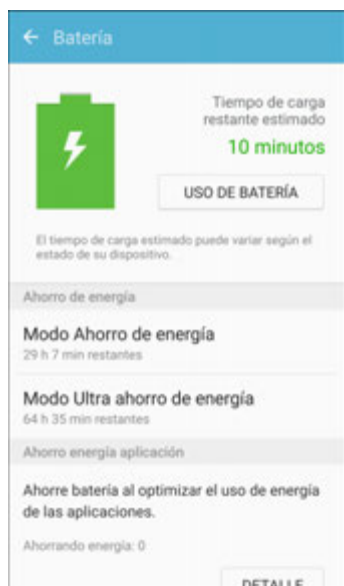 Batería
Tiempo de carga
restante estimado
10 minutos
USO DE BATERÍA
El tiempo de carga estimado puede variar según el
estado de su dispositivo.
Ahorro de energía
Modo Ahorro de energía
29 h 7 min restantes
Modo Ultra ahorro de energía
64 h 35 min restantes
Ahorro energía aplicación
Ahorre batería al optimizar el uso de energía
de las aplicaciones.
Ahorrando energía: 0
DETALLE